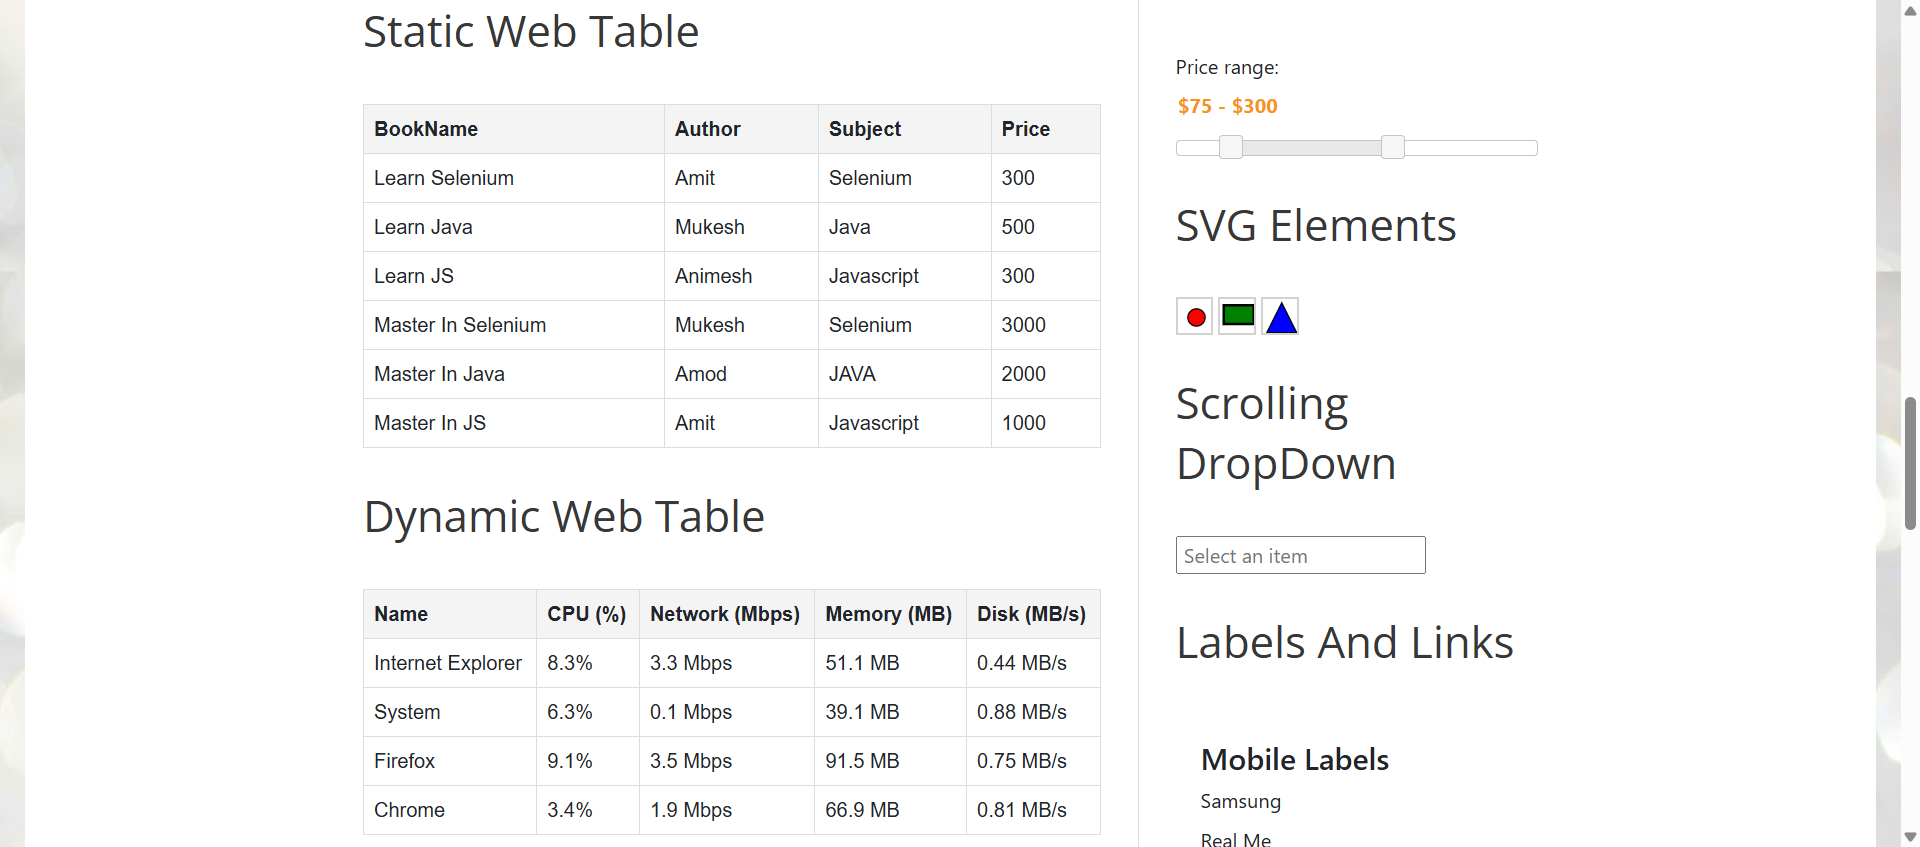 Static Web Table
BookName Author Subject Price
Learn Selenium Amit Selenium 300
Learn Java Mukesh Java 500
Learn JS Animesh Javascript 300
Master In Selenium Mukesh Selenium 3000
Master In Java Amod JAVA 2000
Master In JS Amit Javascript 1000
Dynamic Web Table
Name CPU (%) Network (Mbps) Memory (MB) Disk (MB/s)
Internet Explorer 8.3% 3.3 Mbps 51.1 MB 0.44 MB/s
System 6.3% 0.1 Mbps 39.1 MB 0.88 MB/s
Firefox 9.1% 3.5 Mbps 91.5 MB 0.75 MB/s
Chrome 3.4% 1.9 Mbps 66.9 MB 0.81 MB/s
Price range:
$75 - $300
SVG Elements
Scrolling
DropDown
Select an item
Labels And Links
Mobile Labels
Samsung
Real Me